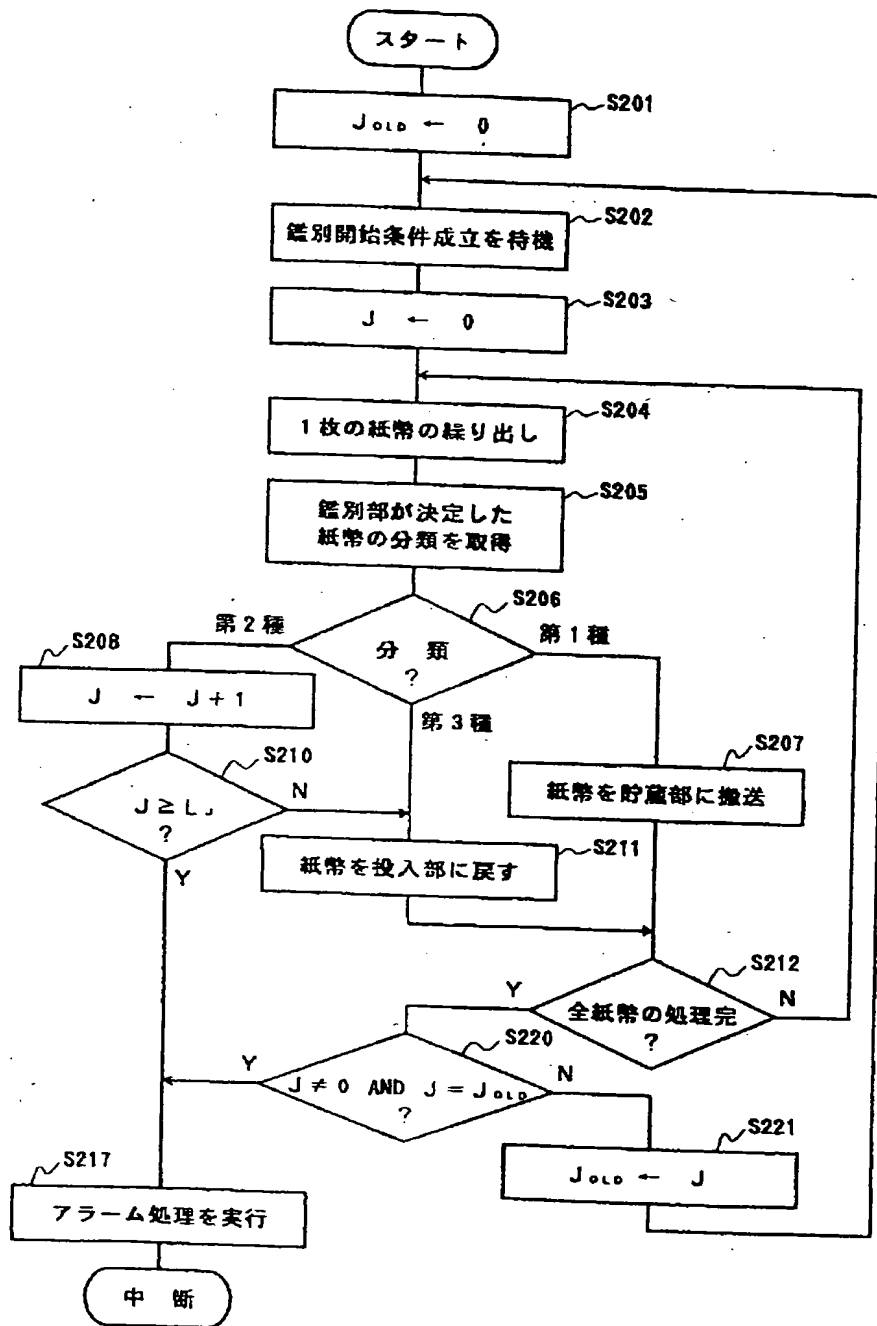 スタート
S201
JOLD ← 0
S202
鑑別開始条件成立を待機
S203
J ← 0
S204
1枚の紙幣の繰り出し
S205
鑑別部が決定した
紙幣の分類を取得
S206
分類
?
第2種
第1種
第3種
S208
J ← J+1
S210
J≧LJ
?
N
Y
S207
紙幣を貯蔵部に搬送
S211
紙幣を投入部に戻す
S212
全紙幣の処理完
?
Y
N
S220
J≠0 AND J=JOLD
?
Y
N
S221
JOLD ← J
S217
アラーム処理を実行
中断